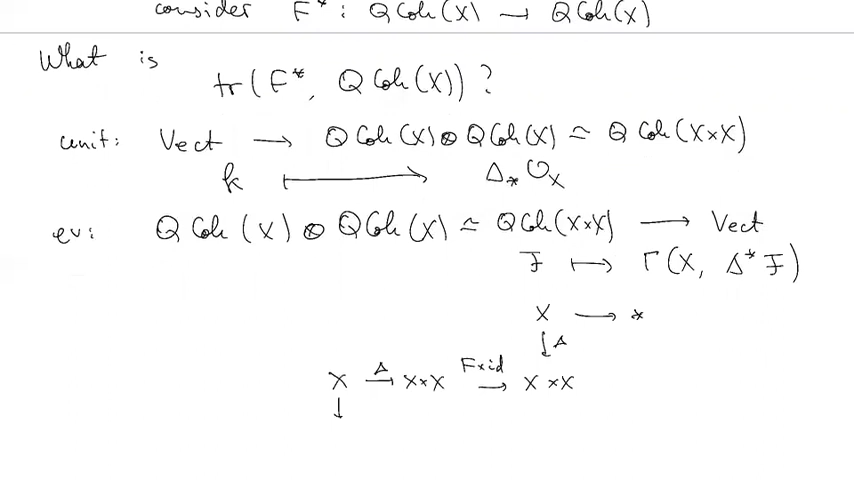 consider F* : QCoh(X) → QCoh(X)
What is
tr(F*, QCoh(X))?
unit: Vect → QCoh(X) ⊗ QCoh(X) ≃ QCoh(X×X)
k ↦ Δ_* O_X
ev: QCoh(X) ⊗ QCoh(X) ≃ QCoh(X×X) → Vect
F ↦ Γ(X, Δ*F)
X → *
↓Δ
X →Δ X×X →F×id X×X
↓